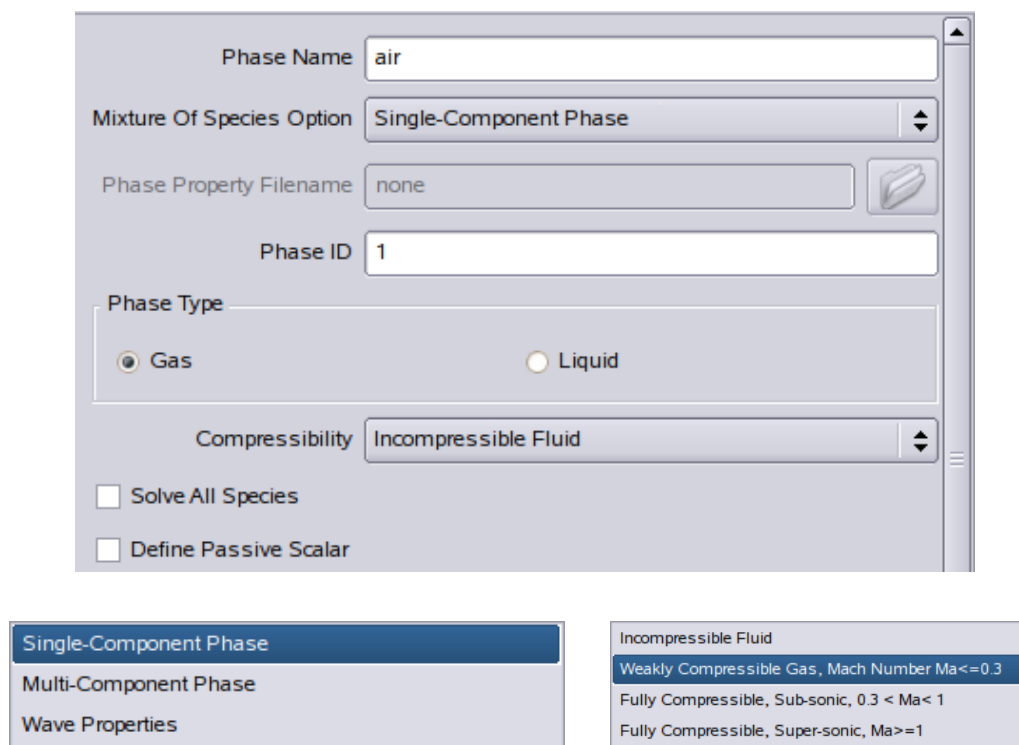 Phase Name air
Mixture Of Species Option Single-Component Phase
Phase Property Filename none
Phase ID 1
Phase Type
Gas Liquid
Compressibility Incompressible Fluid
Solve All Species
Define Passive Scalar
Single-Component Phase
Multi-Component Phase
Wave Properties
Incompressible Fluid
Weakly Compressible Gas, Mach Number Ma<=0.3
Fully Compressible, Sub-sonic, 0.3 < Ma< 1
Fully Compressible, Super-sonic, Ma>=1